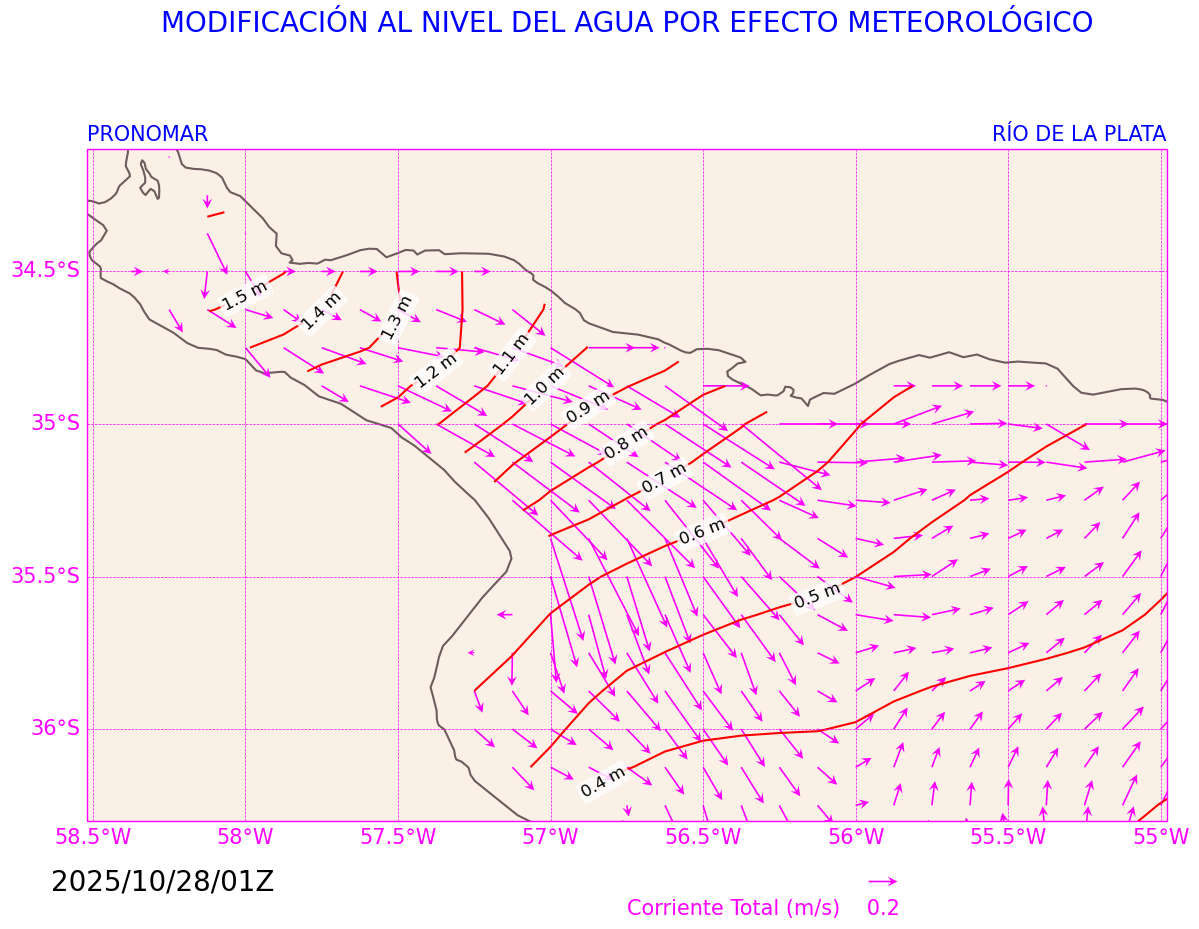 MODIFICACIÓN AL NIVEL DEL AGUA POR EFECTO METEOROLÓGICO
PRONOMAR
RÍO DE LA PLATA
34.5°S
35°S
35.5°S
36°S
1.5 m
1.4 m
1.3 m
1.2 m
1.1 m
1.0 m
0.9 m
0.8 m
0.7 m
0.6 m
0.5 m
0.4 m
58.5°W
58°W
57.5°W
57°W
56.5°W
56°W
55.5°W
55°W
2025/10/28/01Z
Corriente Total (m/s)
0.2